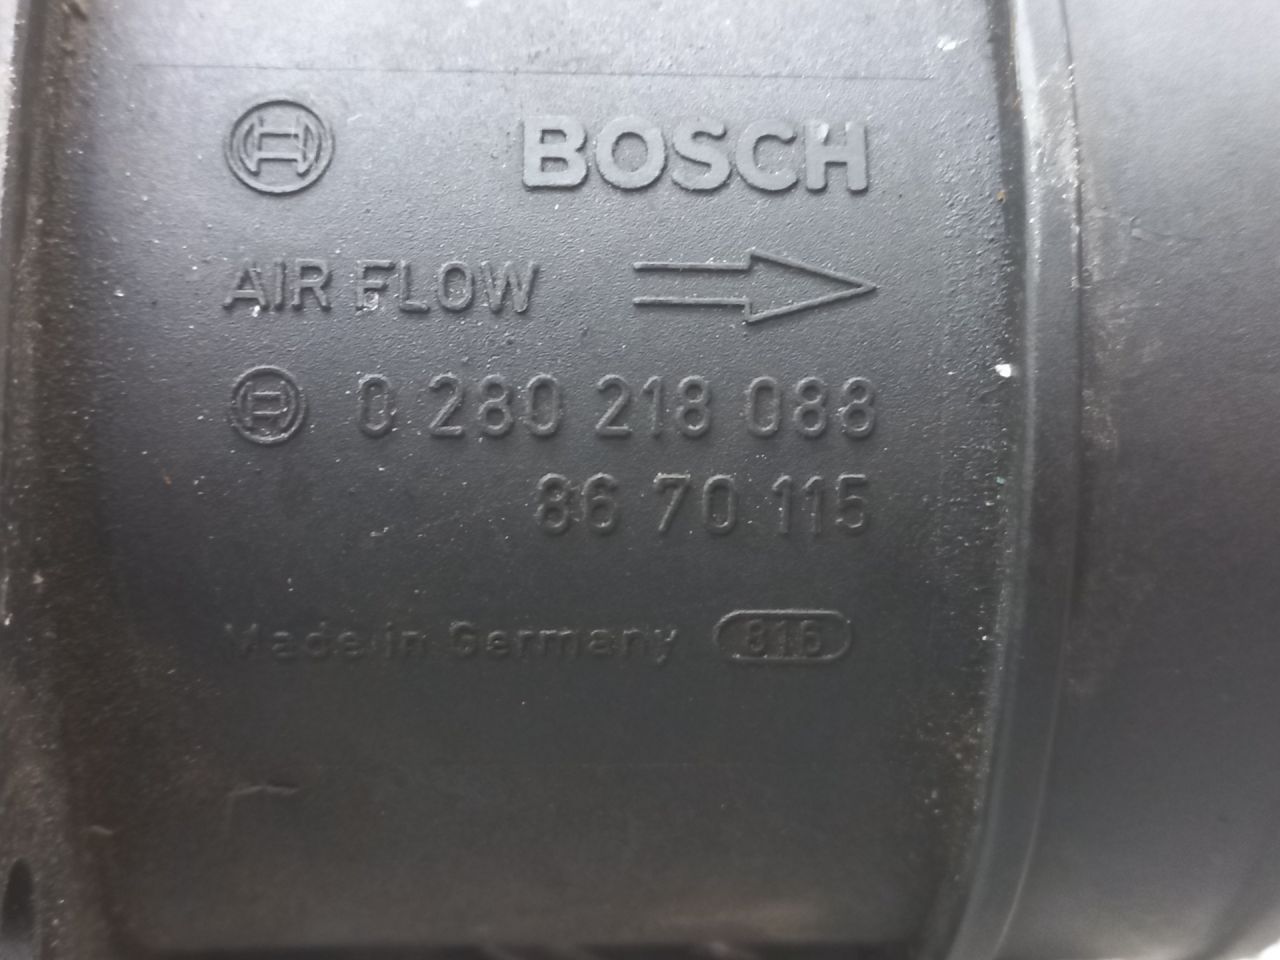 BOSCH
AIR FLOW
0 280 218 088
86 70 115
Made in Germany 816